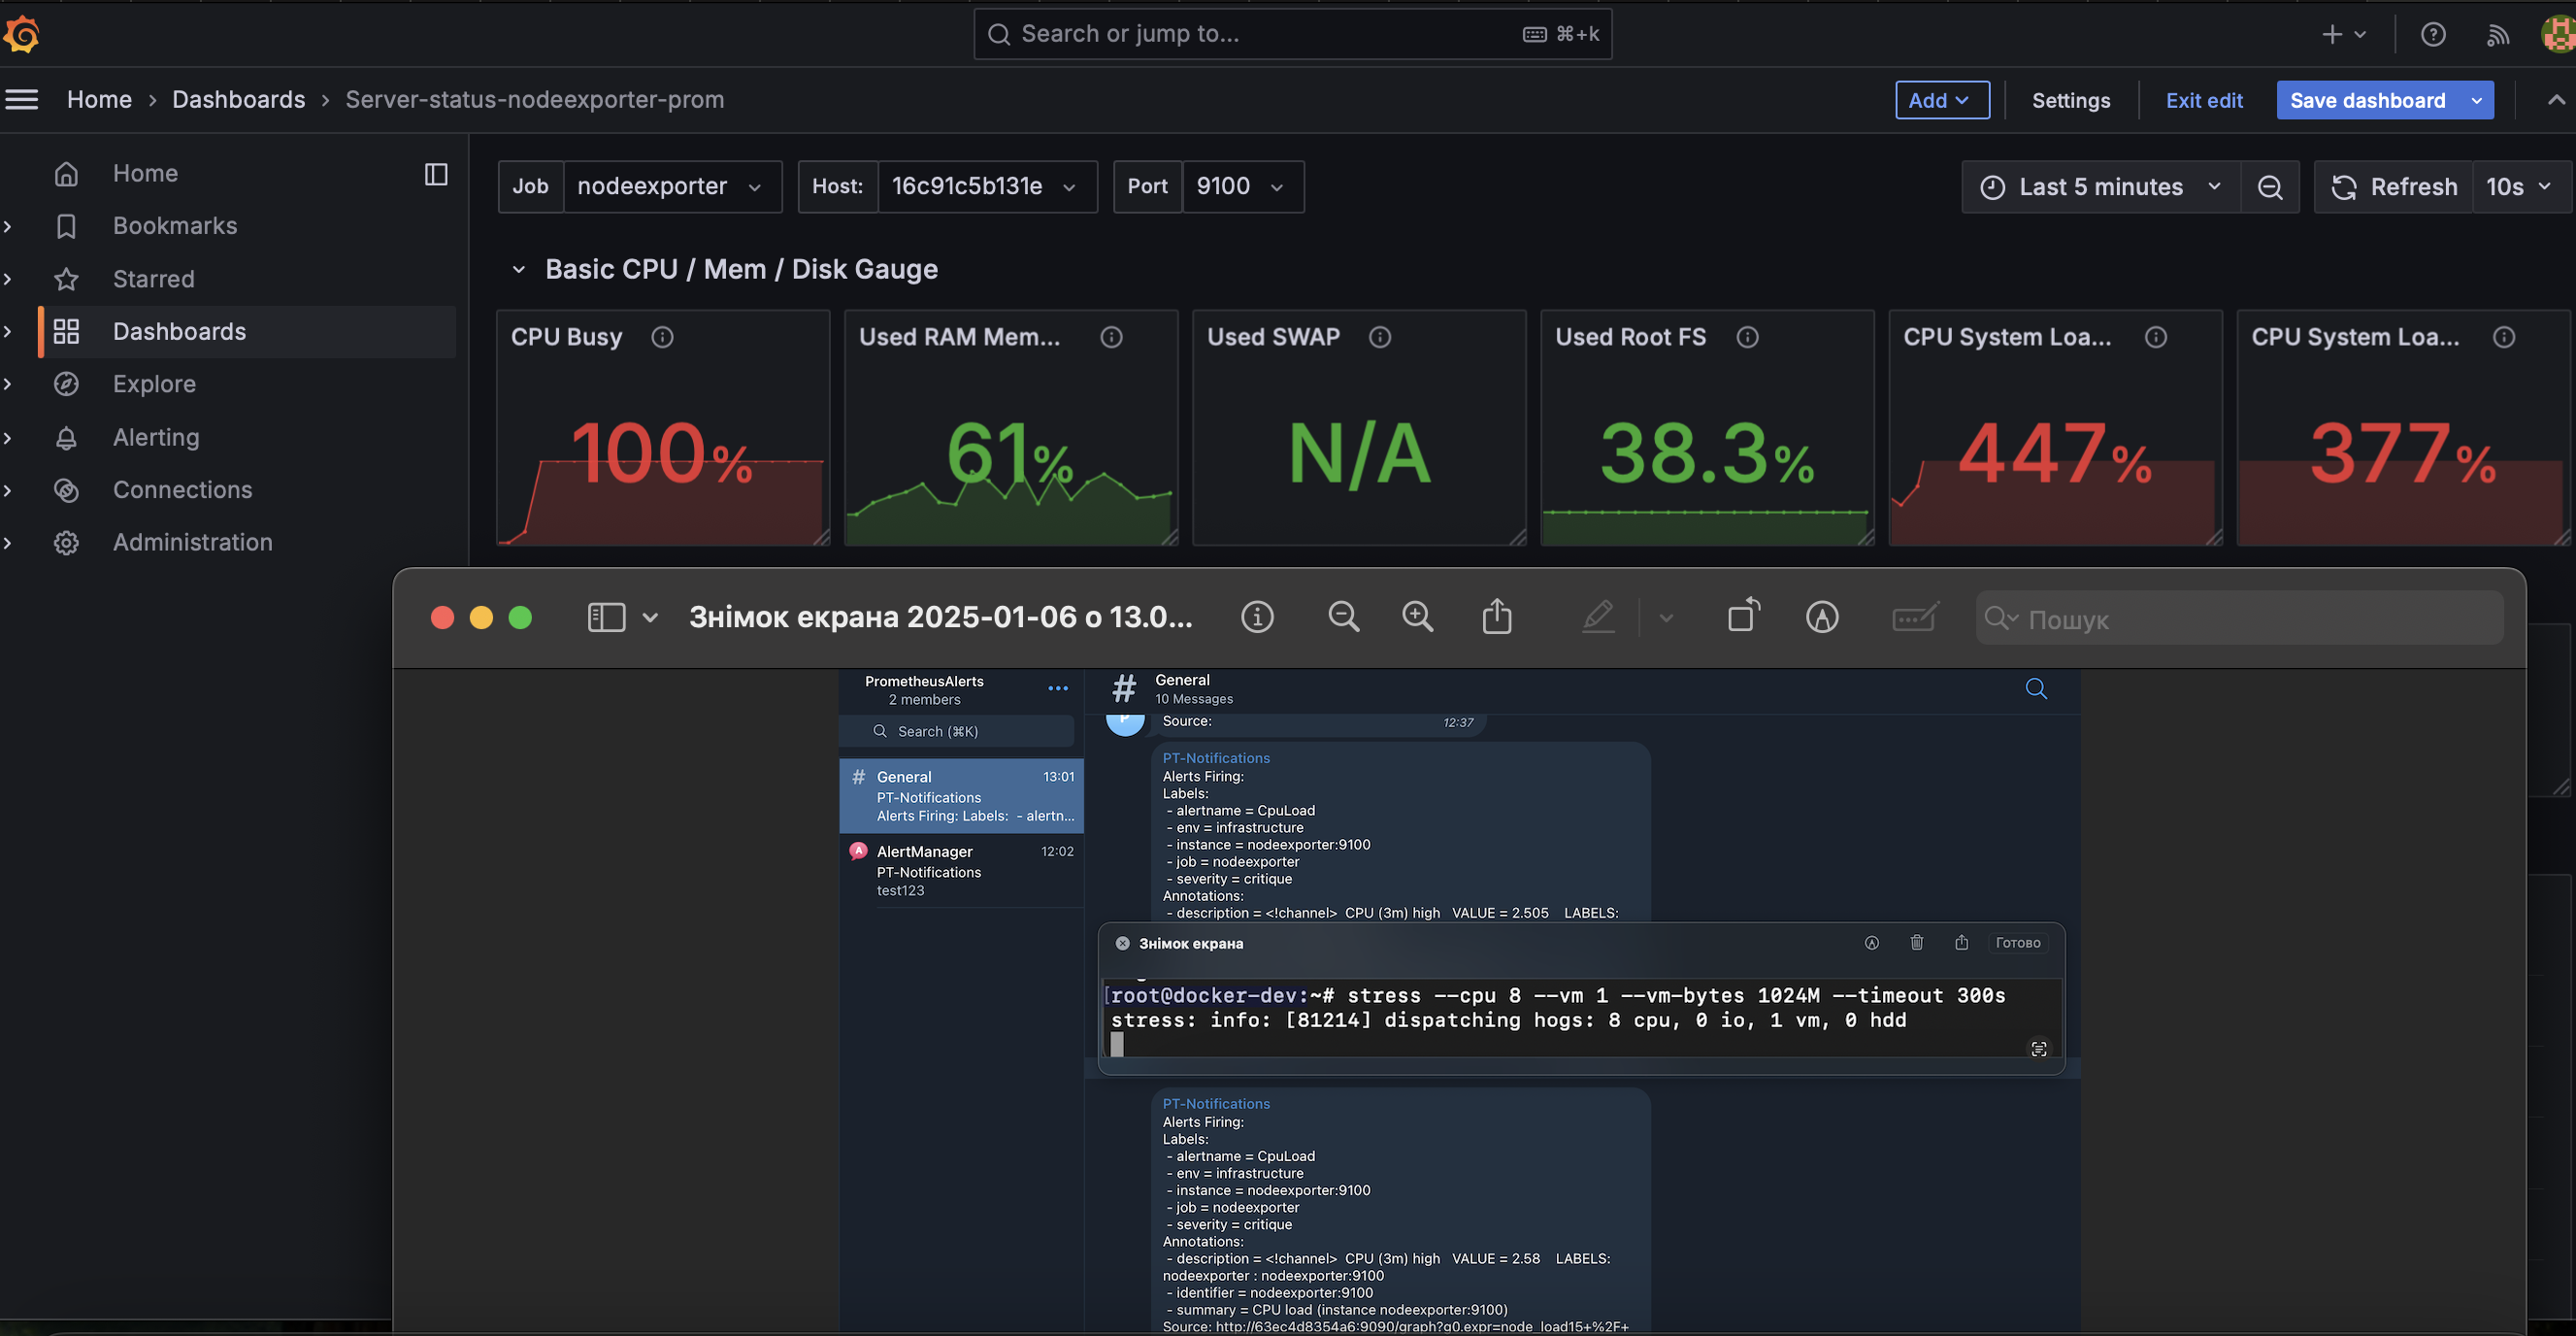 Search or jump to...
⌘+k
Home › Dashboards › Server-status-nodeexporter-prom
Add
Settings
Exit edit
Save dashboard
Home
Bookmarks
Starred
Dashboards
Explore
Alerting
Connections
Administration
Job nodeexporter
Host: 16c91c5b131e
Port 9100
Last 5 minutes
Refresh
10s
Basic CPU / Mem / Disk Gauge
CPU Busy
100%
Used RAM Mem...
61%
Used SWAP
N/A
Used Root FS
38.3%
CPU System Loa...
447%
CPU System Loa...
377%
Знімок екрана 2025-01-06 о 13.0...
Пошук
PrometheusAlerts
2 members
Search (⌘K)
# General 13:01
PT-Notifications
Alerts Firing: Labels: - alertn...
A AlertManager 12:02
PT-Notifications
test123
# General
10 Messages
Source: 12:37
PT-Notifications
Alerts Firing:
Labels:
- alertname = CpuLoad
- env = infrastructure
- instance = nodeexporter:9100
- job = nodeexporter
- severity = critique
Annotations:
- description = <!channel> CPU (3m) high VALUE = 2.505 LABELS:
Знімок екрана
Готово
[root@docker-dev:~# stress --cpu 8 --vm 1 --vm-bytes 1024M --timeout 300s
stress: info: [81214] dispatching hogs: 8 cpu, 0 io, 1 vm, 0 hdd
PT-Notifications
Alerts Firing:
Labels:
- alertname = CpuLoad
- env = infrastructure
- instance = nodeexporter:9100
- job = nodeexporter
- severity = critique
Annotations:
- description = <!channel> CPU (3m) high VALUE = 2.58 LABELS:
nodeexporter : nodeexporter:9100
- identifier = nodeexporter:9100
- summary = CPU load (instance nodeexporter:9100)
Source: http://63ec4d8354a6:9090/graph?g0.expr=node_load15+%2F+